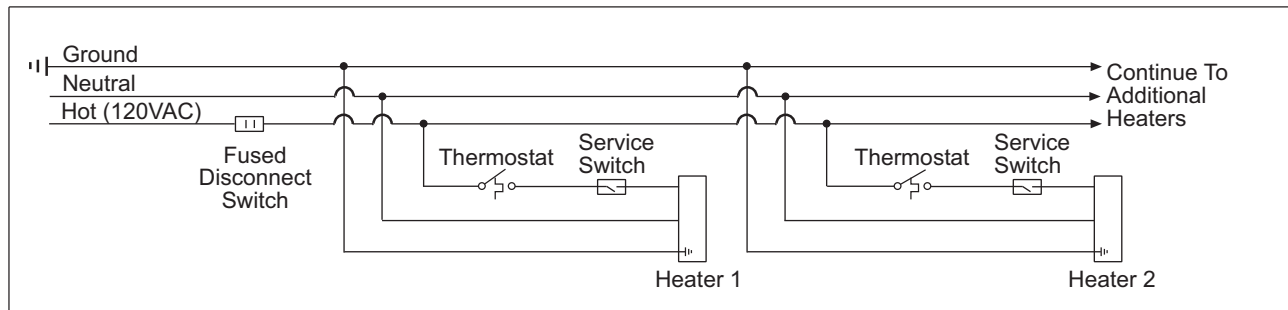 Ground
Neutral
Hot (120VAC)
Continue To
Additional
Heaters
Fused
Disconnect
Switch
Thermostat
Service
Switch
Heater 1
Thermostat
Service
Switch
Heater 2